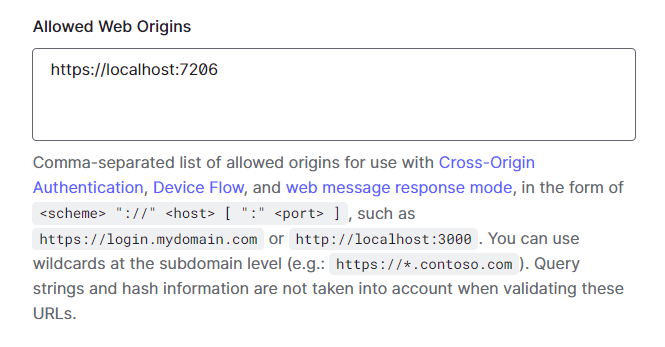 Allowed Web Origins
https://localhost:7206
Comma-separated list of allowed origins for use with Cross-Origin
Authentication, Device Flow, and web message response mode, in the form of
<scheme> "://" <host> [ ":" <port> ], such as
https://login.mydomain.com or http://localhost:3000. You can use
wildcards at the subdomain level (e.g.: https://*.contoso.com). Query
strings and hash information are not taken into account when validating these
URLs.